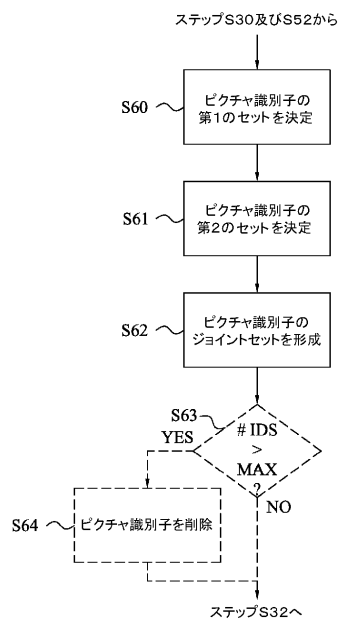 ステップS30及びS52から
S60
ピクチャ識別子の
第1のセットを決定
S61
ピクチャ識別子の
第2のセットを決定
S62
ピクチャ識別子の
ジョイントセットを形成
S63
# IDS
>
MAX
?
YES
NO
S64
ピクチャ識別子を削除
ステップS32へ